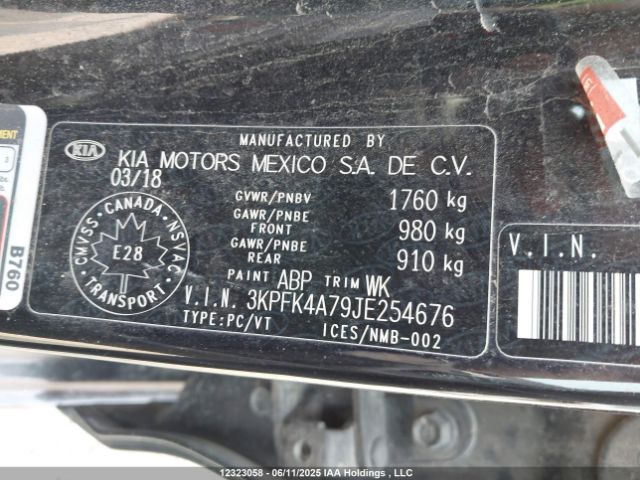 MENT
B760
KIA
MANUFACTURED BY
KIA MOTORS MEXICO S.A. DE C.V.
03/18
GVWR/PNBV 1760 kg
GAWR/PNBE FRONT 980 kg
GAWR/PNBE REAR 910 kg
CMVSS · CANADA · NSVAC
E28
TRANSPORT
PAINT ABP TRIM WK
V.I.N. 3KPFK4A79JE254676
TYPE:PC/VT ICES/NMB-002
V.I.N.
12323058 - 06/11/2025 IAA Holdings , LLC